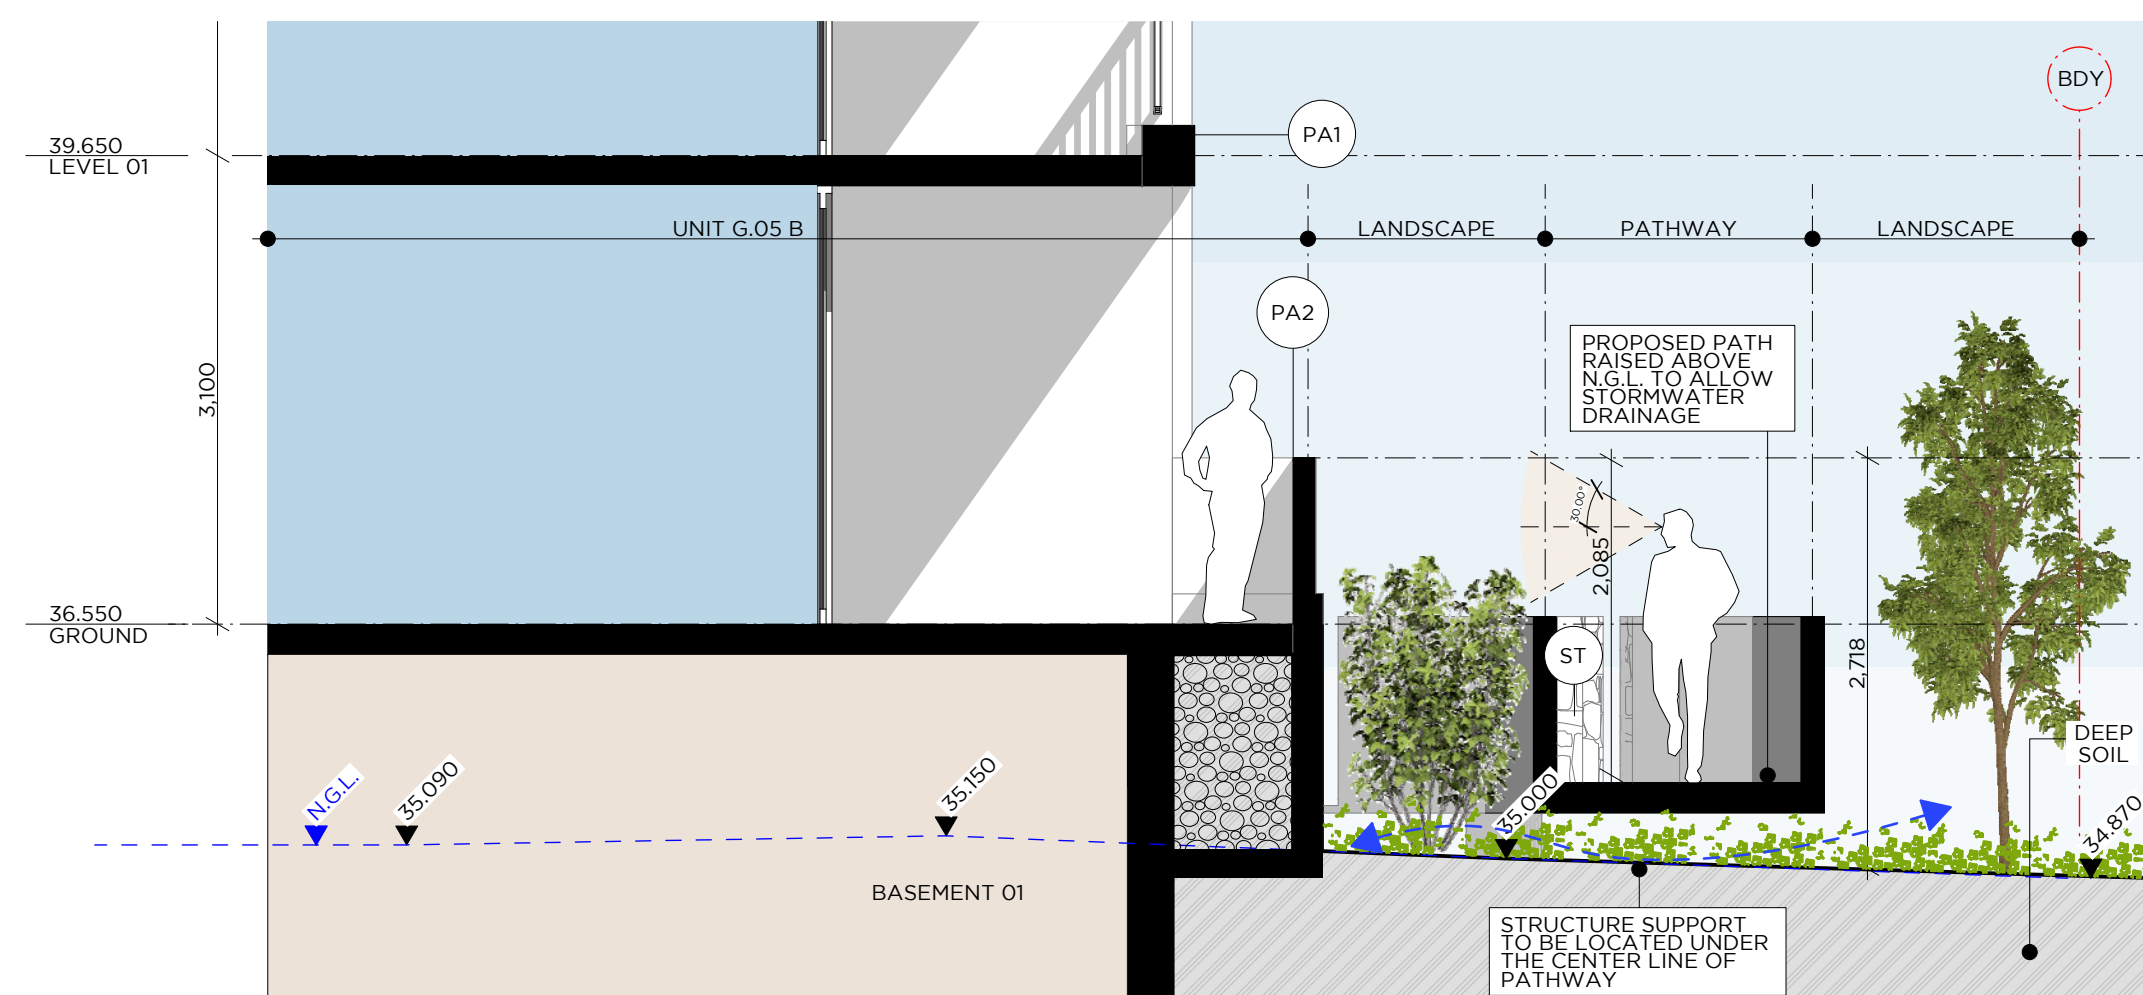 BDY
PA1
39.650
LEVEL 01
UNIT G.05 B
LANDSCAPE
PATHWAY
LANDSCAPE
PA2
PROPOSED PATH
RAISED ABOVE
N.G.L. TO ALLOW
STORMWATER
DRAINAGE
3,100
30.00°
2,085
36.550
GROUND
ST
2,718
DEEP
SOIL
N.G.L.
35.090
35.150
35.000
34.870
BASEMENT 01
STRUCTURE SUPPORT
TO BE LOCATED UNDER
THE CENTER LINE OF
PATHWAY